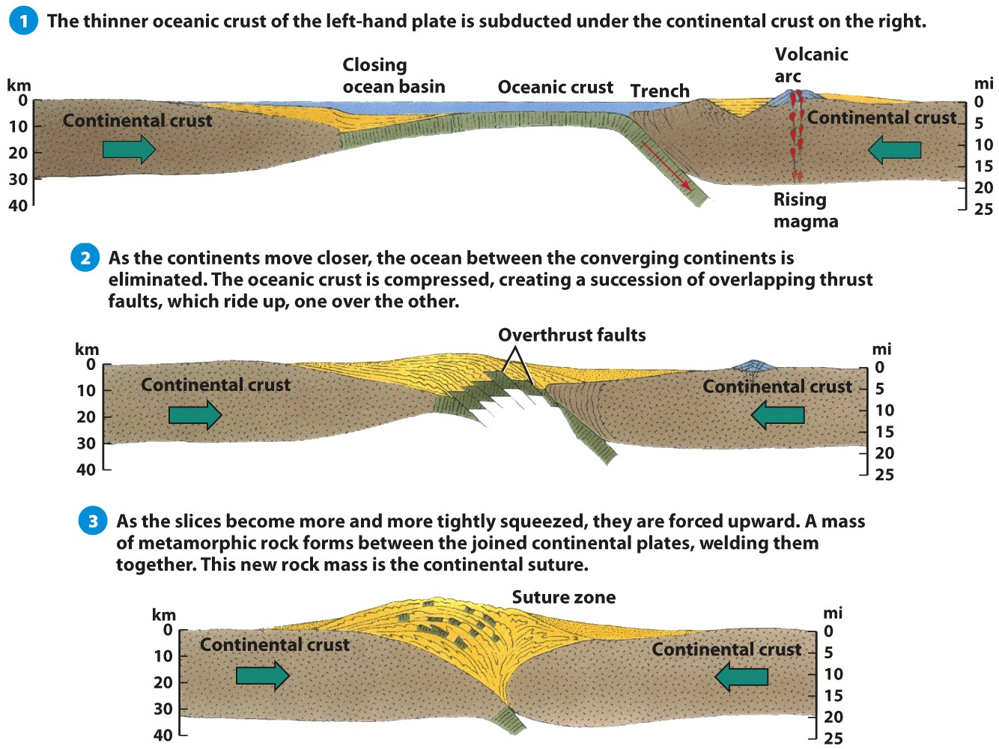 1 The thinner oceanic crust of the left-hand plate is subducted under the continental crust on the right.
Volcanic
arc
Closing
ocean basin
Oceanic crust
Trench
km
mi
0
10
20
30
40
Continental crust
Continental crust
0
5
10
15
20
25
Rising
magma
2 As the continents move closer, the ocean between the converging continents is
eliminated. The oceanic crust is compressed, creating a succession of overlapping thrust
faults, which ride up, one over the other.
Overthrust faults
km
mi
0
10
20
30
40
Continental crust
Continental crust
0
5
10
15
20
25
3 As the slices become more and more tightly squeezed, they are forced upward. A mass
of metamorphic rock forms between the joined continental plates, welding them
together. This new rock mass is the continental suture.
Suture zone
km
mi
0
10
20
30
40
Continental crust
Continental crust
0
5
10
15
20
25